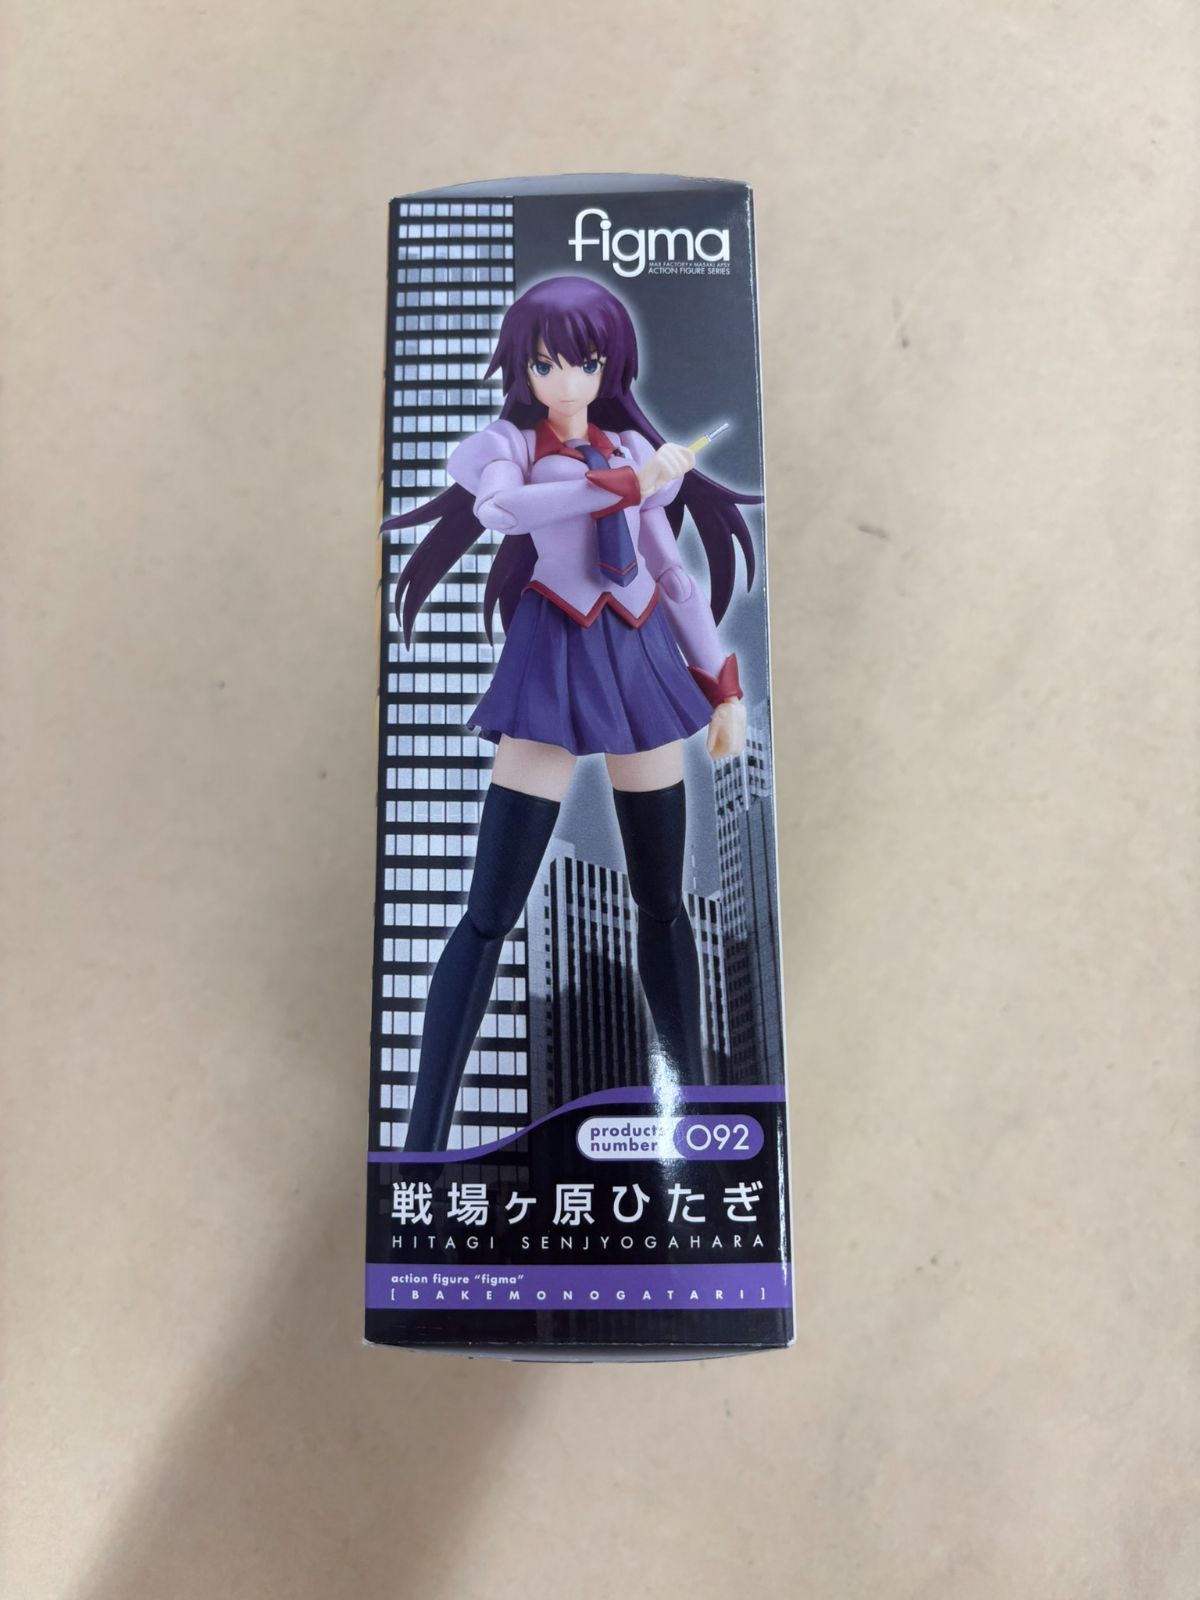 figma
MAX FACTORY × MASAKI APSY
ACTION FIGURE SERIES
products number 092
戦場ヶ原ひたぎ
HITAGI SENJYOGAHARA
action figure "figma"
[ BAKEMONOGATARI ]